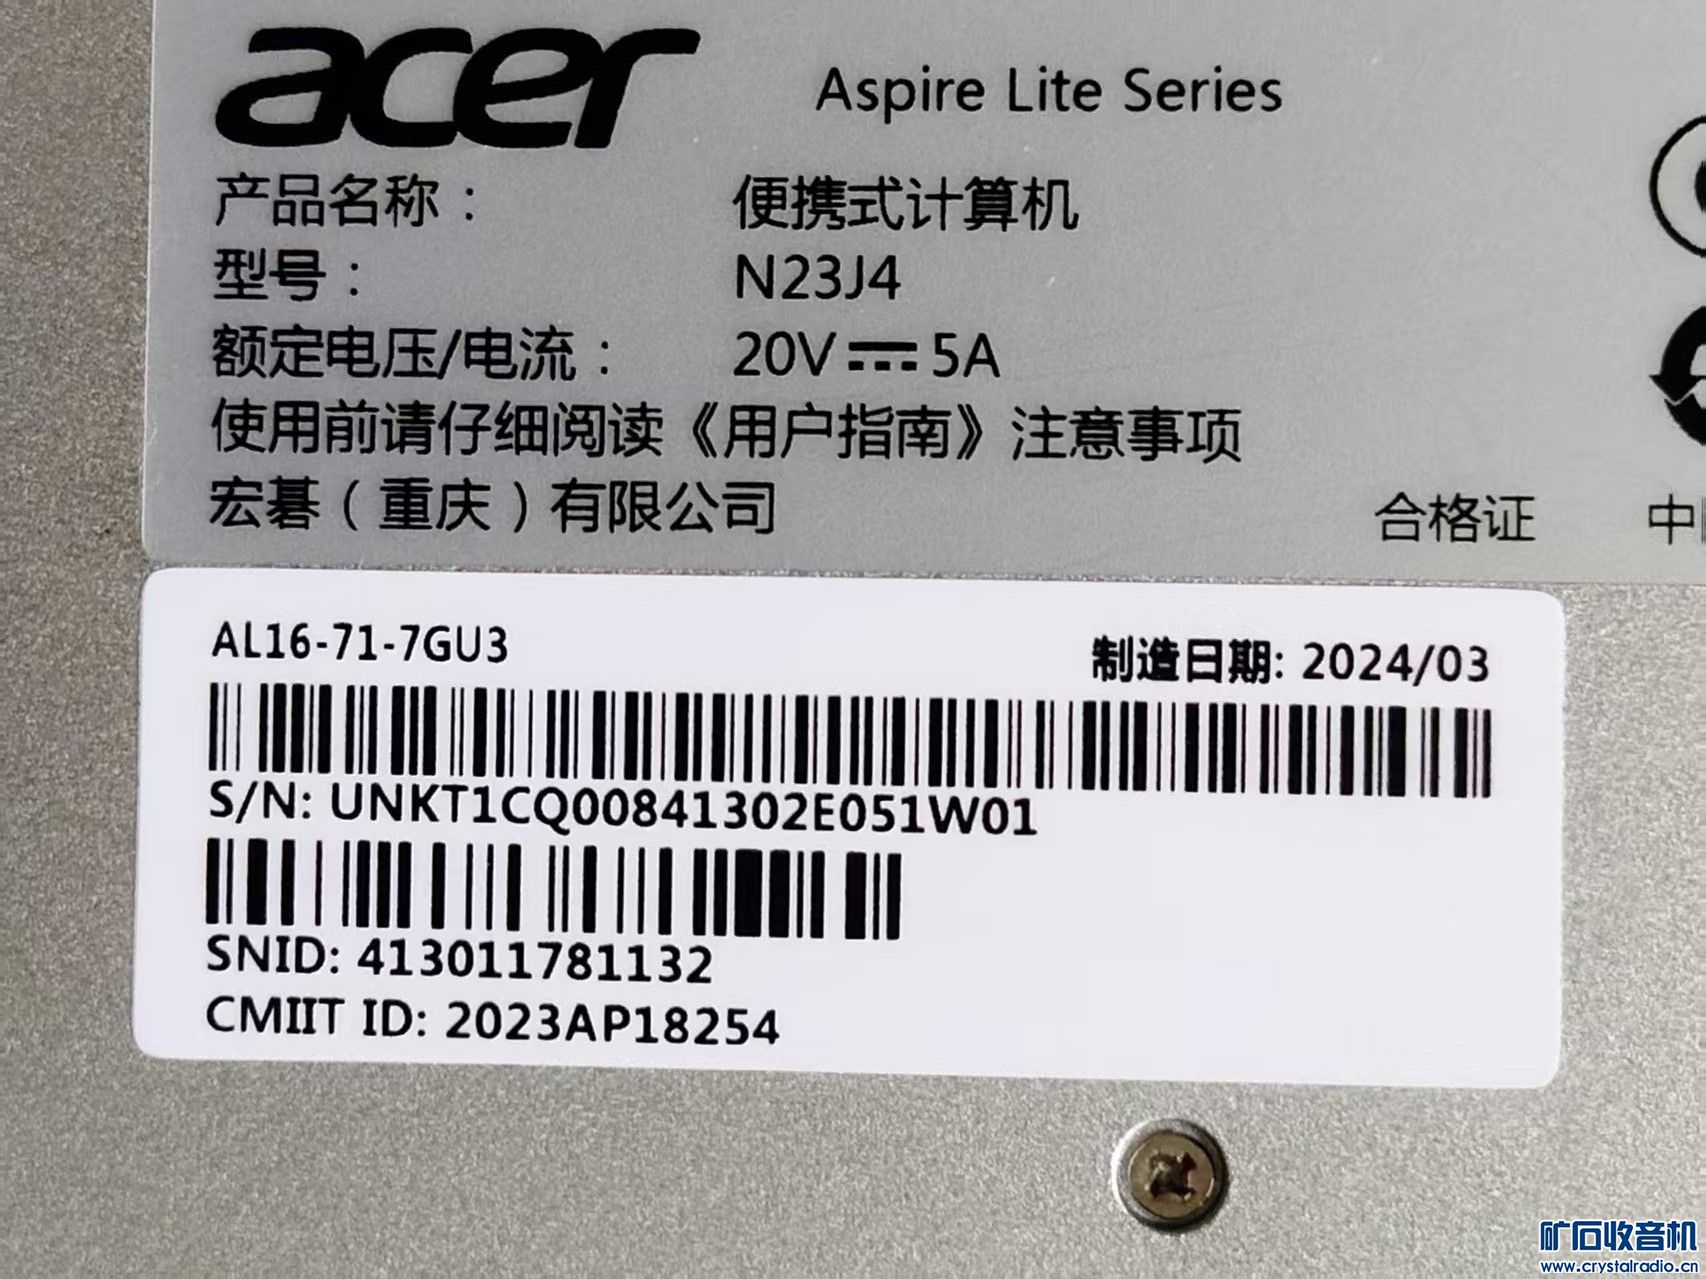 acer Aspire Lite Series
产品名称： 便携式计算机
型号： N23J4
额定电压/电流： 20V⎓5A
使用前请仔细阅读《用户指南》注意事项
宏碁（重庆）有限公司
合格证 中
AL16-71-7GU3 制造日期: 2024/03
S/N: UNKT1CQ00841302E051W01
SNID: 413011781132
CMIIT ID: 2023AP18254
矿石收音机
www.crystalradio.cn